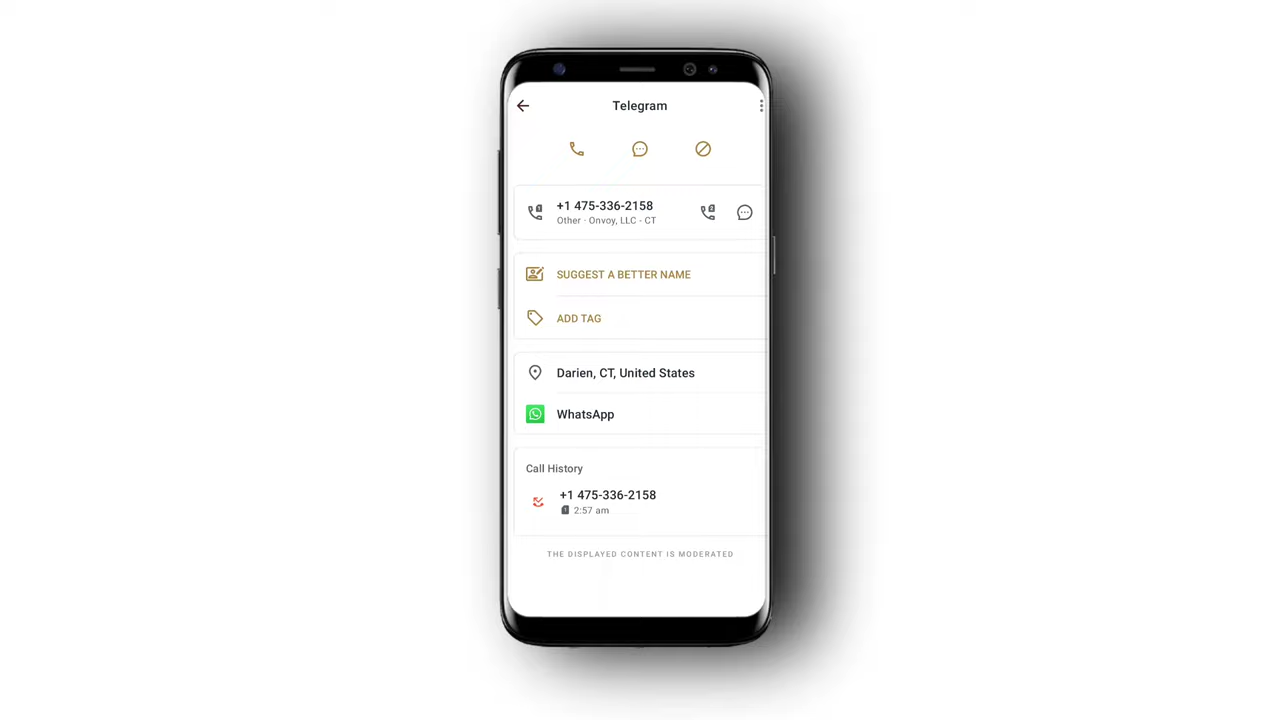 Telegram
+1 475-336-2158
Other · Onvoy, LLC - CT
SUGGEST A BETTER NAME
ADD TAG
Darien, CT, United States
WhatsApp
Call History
+1 475-336-2158
2:57 am
THE DISPLAYED CONTENT IS MODERATED